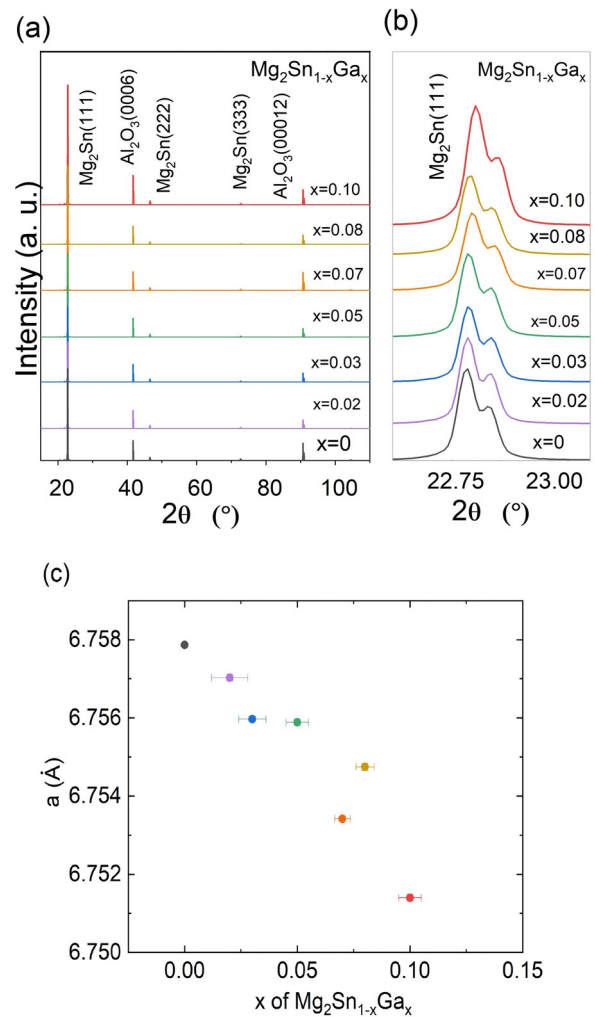 (a)
Mg2Sn1-xGax
Mg2Sn(111)
Al2O3(0006)
Mg2Sn(222)
Mg2Sn(333)
Al2O3(00012)
x=0.10
x=0.08
x=0.07
x=0.05
x=0.03
x=0.02
x=0
Intensity (a. u.)
20 40 60 80 100
2θ (°)
(b)
Mg2Sn1-xGax
Mg2Sn(111)
x=0.10
x=0.08
x=0.07
x=0.05
x=0.03
x=0.02
x=0
22.75 23.00
2θ (°)
(c)
6.758
6.756
6.754
6.752
6.750
a (Å)
0.00 0.05 0.10 0.15
x of Mg2Sn1-xGax